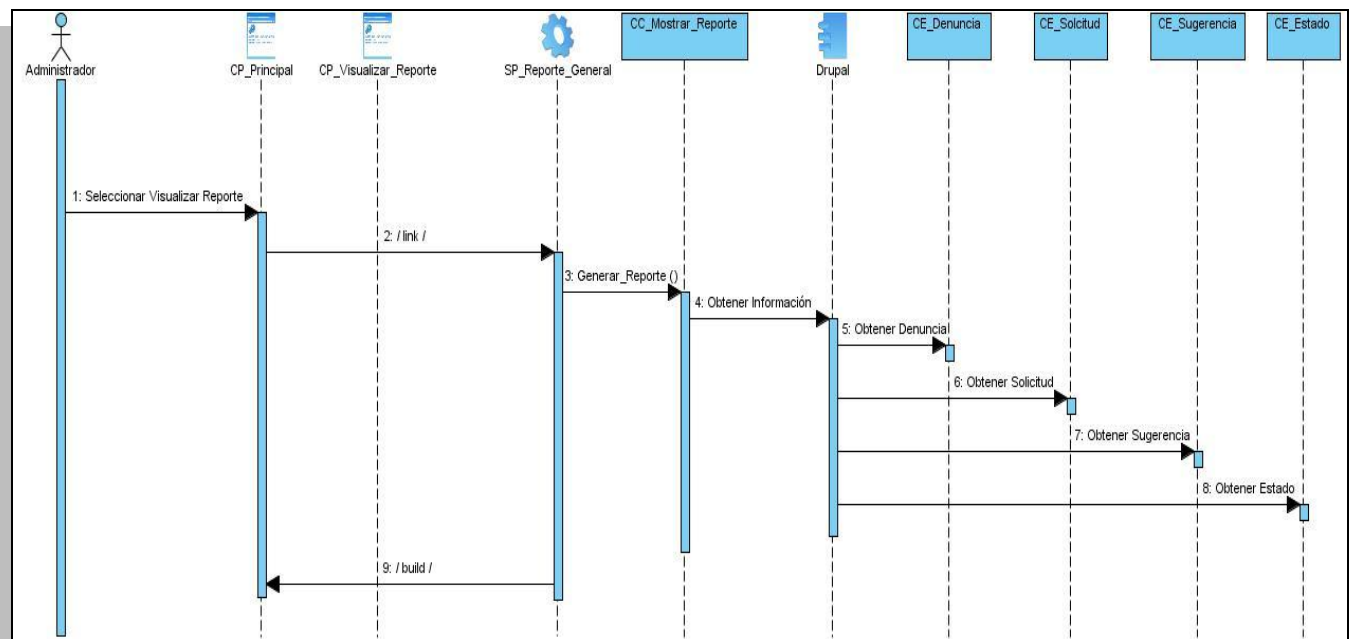 Administrador
CP_Principal
CP_Visualizar_Reporte
SP_Reporte_General
CC_Mostrar_Reporte
Drupal
CE_Denuncia
CE_Solcitud
CE_Sugerencia
CE_Estado
1: Seleccionar Visualizar Reporte
2: / link /
3: Generar_Reporte ()
4: Obtener Información
5: Obtener Denuncia
6: Obtener Solicitud
7: Obtener Sugerencia
8: Obtener Estado
9: / build /